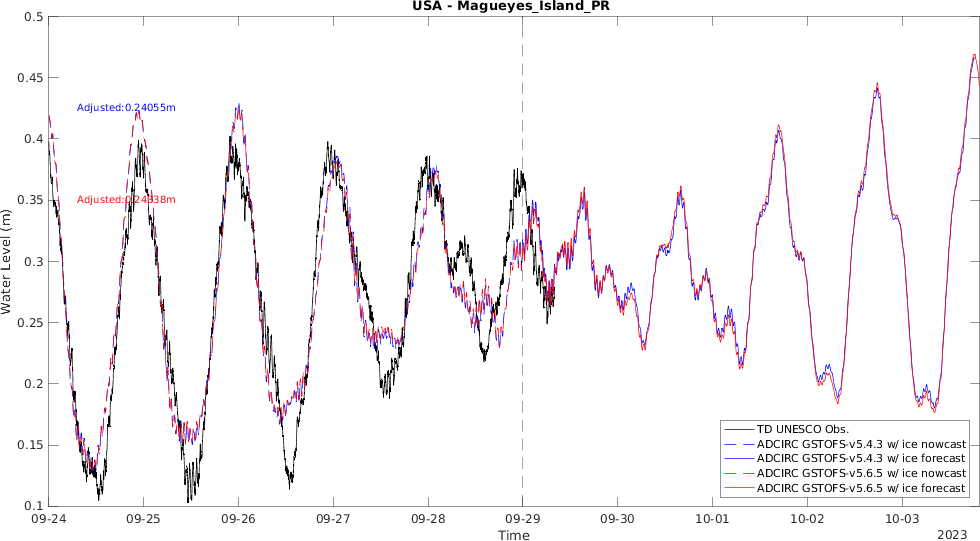 USA - Magueyes_Island_PR
0.5
0.45
0.4
0.35
0.3
0.25
0.2
0.15
0.1
Water Level (m)
Adjusted:0.24055m
Adjusted:0.24338m
TD UNESCO Obs.
ADCIRC GSTOFS-v5.4.3 w/ ice nowcast
ADCIRC GSTOFS-v5.4.3 w/ ice forecast
ADCIRC GSTOFS-v5.6.5 w/ ice nowcast
ADCIRC GSTOFS-v5.6.5 w/ ice forecast
09-24 09-25 09-26 09-27 09-28 09-29 09-30 10-01 10-02 10-03
Time
2023